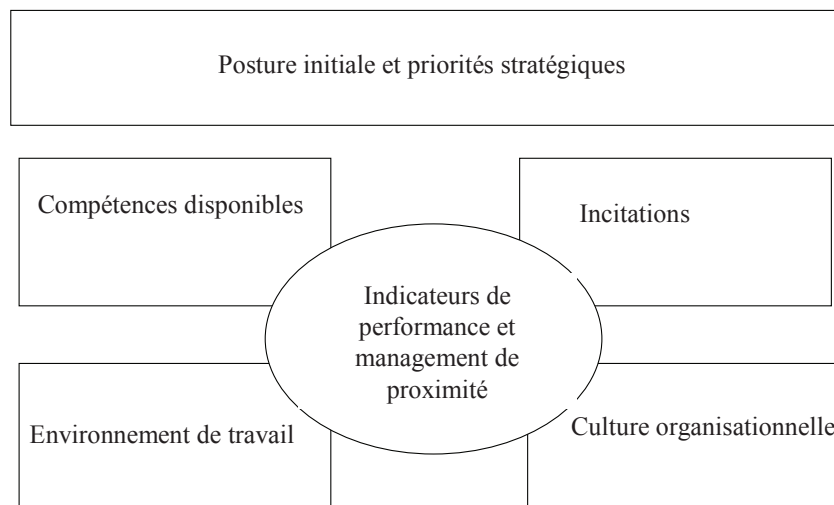 Posture initiale et priorités stratégiques
Compétences disponibles
Incitations
Indicateurs de
performance et
management de
proximité
Environnement de travail
Culture organisationnelle